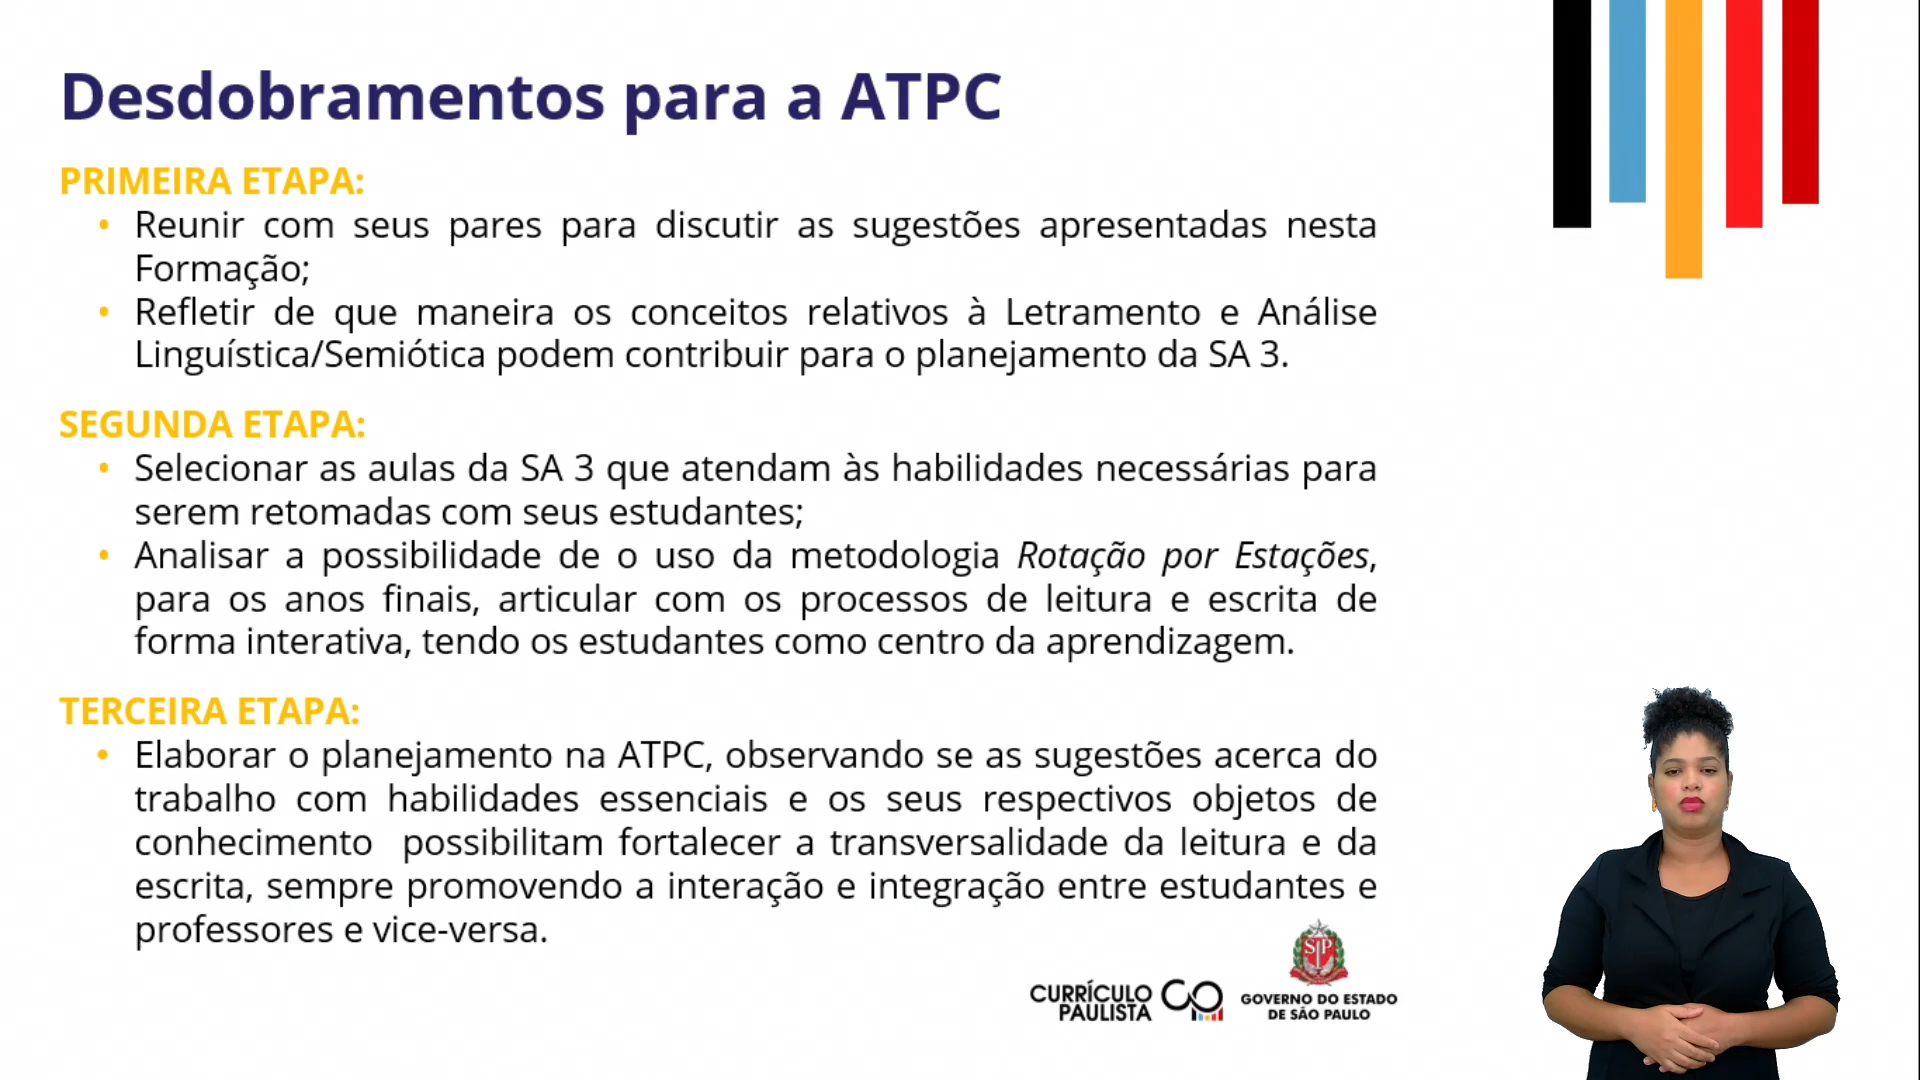 Desdobramentos para a ATPC
PRIMEIRA ETAPA:
• Reunir com seus pares para discutir as sugestões apresentadas nesta
Formação;
• Refletir de que maneira os conceitos relativos à Letramento e Análise
Linguística/Semiótica podem contribuir para o planejamento da SA 3.
SEGUNDA ETAPA:
• Selecionar as aulas da SA 3 que atendam às habilidades necessárias para
serem retomadas com seus estudantes;
• Analisar a possibilidade de o uso da metodologia Rotação por Estações,
para os anos finais, articular com os processos de leitura e escrita de
forma interativa, tendo os estudantes como centro da aprendizagem.
TERCEIRA ETAPA:
• Elaborar o planejamento na ATPC, observando se as sugestões acerca do
trabalho com habilidades essenciais e os seus respectivos objetos de
conhecimento possibilitam fortalecer a transversalidade da leitura e da
escrita, sempre promovendo a interação e integração entre estudantes e
professores e vice-versa.
CURRÍCULO
PAULISTA
SP
GOVERNO DO ESTADO
DE SÃO PAULO